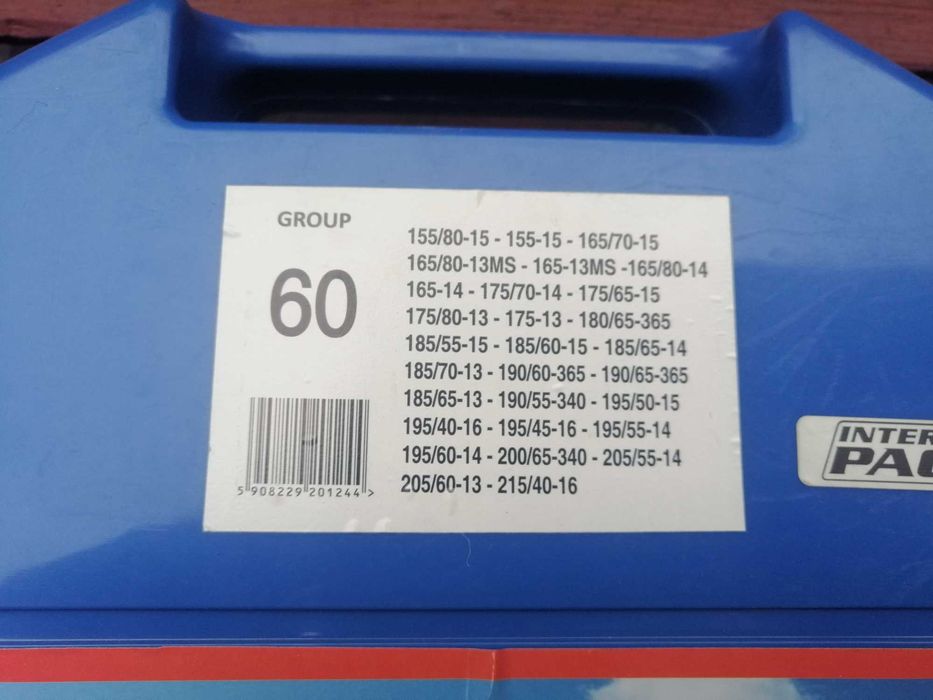 GROUP
60
155/80-15 - 155-15 - 165/70-15
165/80-13MS - 165-13MS -165/80-14
165-14 - 175/70-14 - 175/65-15
175/80-13 - 175-13 - 180/65-365
185/55-15 - 185/60-15 - 185/65-14
185/70-13 - 190/60-365 - 190/65-365
185/65-13 - 190/55-340 - 195/50-15
195/40-16 - 195/45-16 - 195/55-14
195/60-14 - 200/65-340 - 205/55-14
205/60-13 - 215/40-16
5 908229 201244 >
INTER